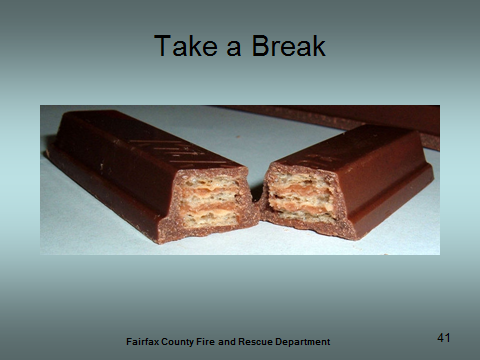 Take a Break
Fairfax County Fire and Rescue Department
41